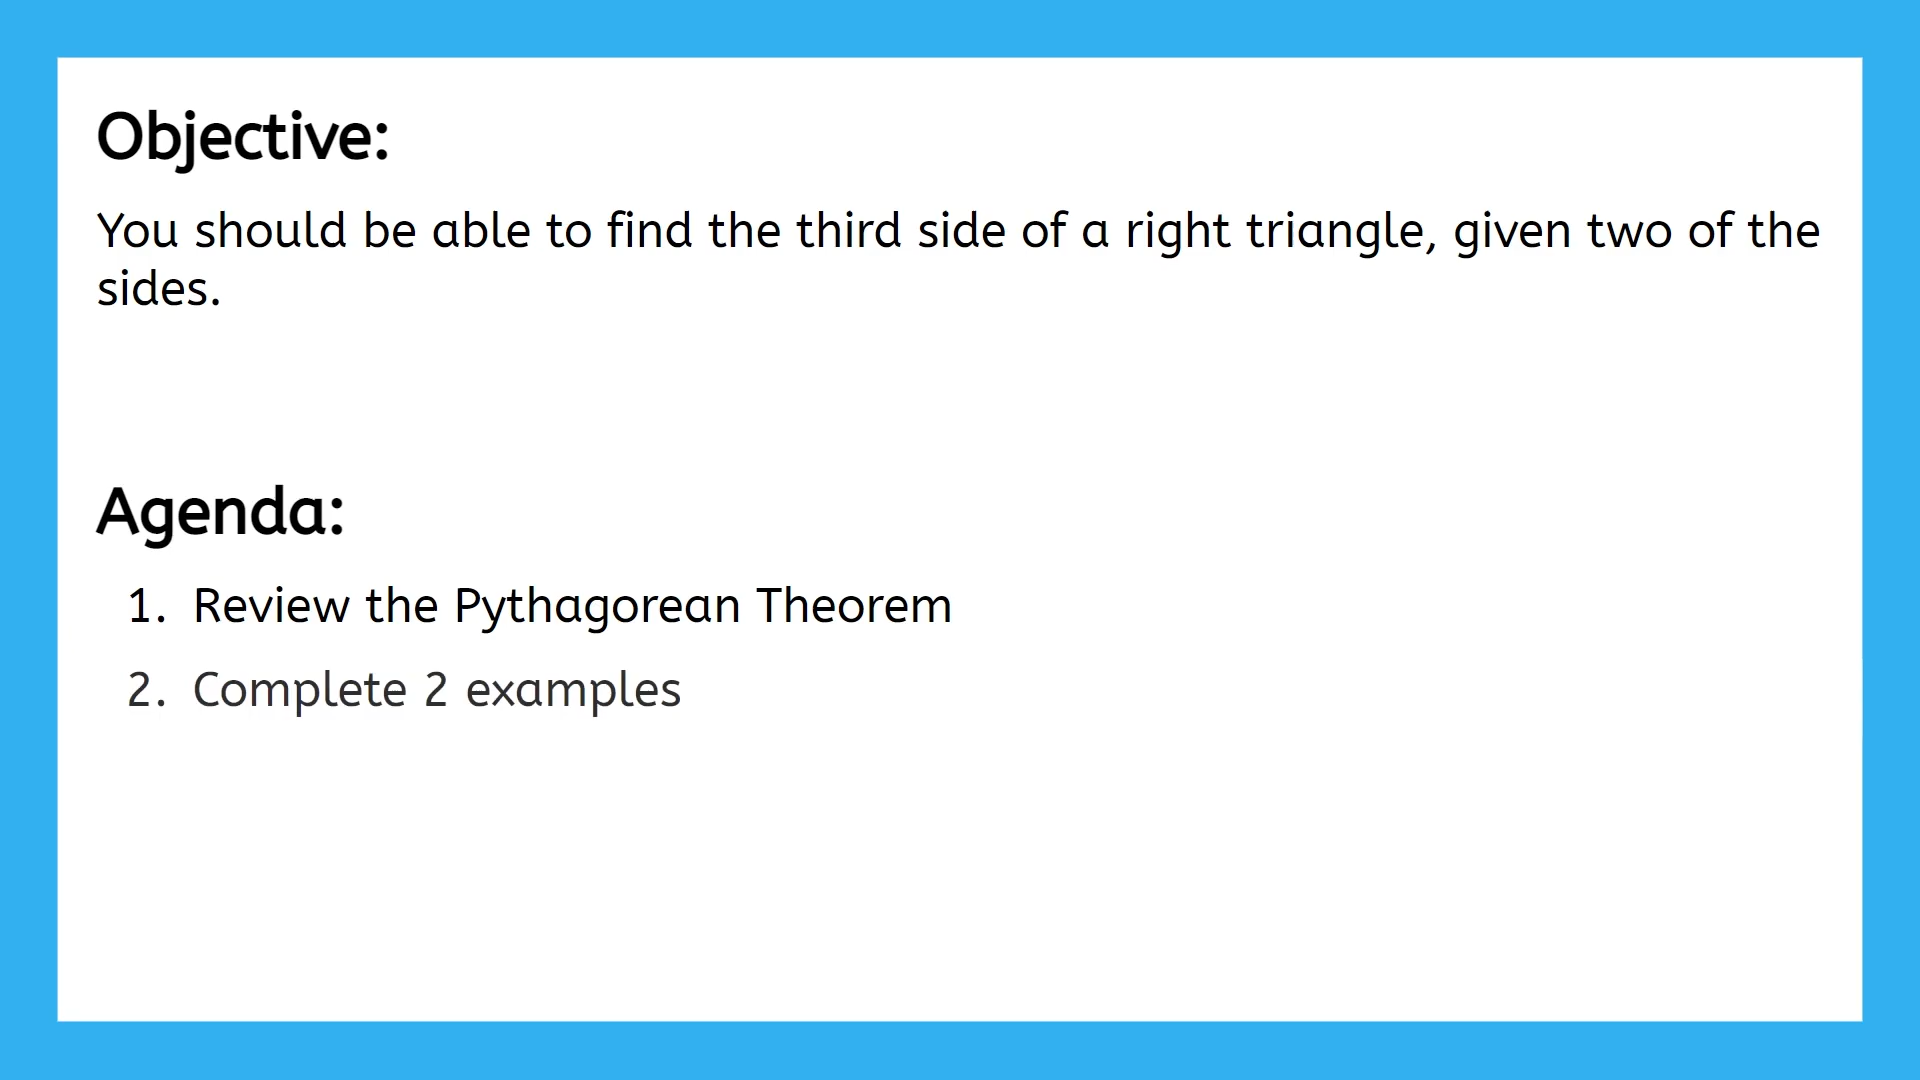 Objective:
You should be able to find the third side of a right triangle, given two of the
sides.
Agenda:
1. Review the Pythagorean Theorem
2. Complete 2 examples